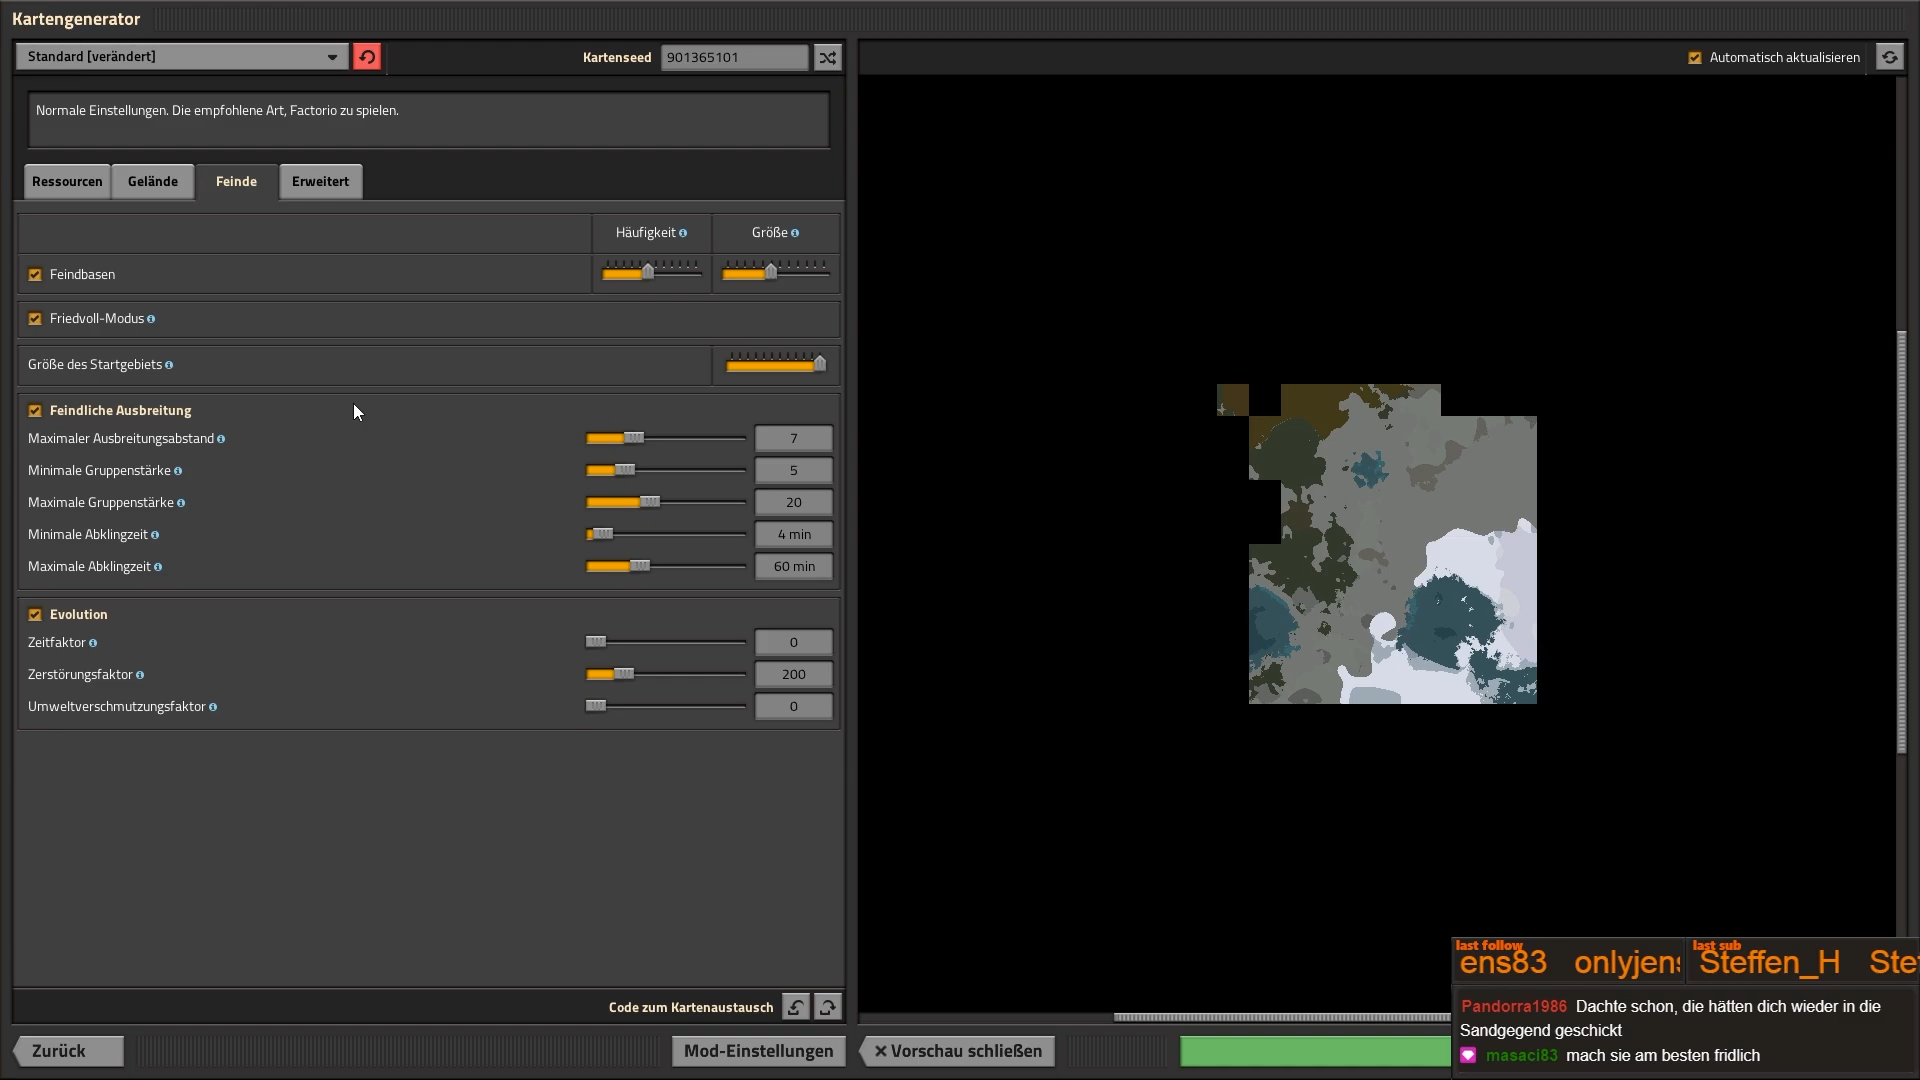 Kartengenerator
Standard [verändert]
Kartenseed
901365101
Automatisch aktualisieren
Normale Einstellungen. Die empfohlene Art, Factorio zu spielen.
Ressourcen
Gelände
Feinde
Erweitert
Häufigkeit
Größe
Feindbasen
Friedvoll-Modus
Größe des Startgebiets
Feindliche Ausbreitung
Maximaler Ausbreitungsabstand
7
Minimale Gruppenstärke
5
Maximale Gruppenstärke
20
Minimale Abklingzeit
4 min
Maximale Abklingzeit
60 min
Evolution
Zeitfaktor
0
Zerstörungsfaktor
200
Umweltverschmutzungsfaktor
0
Code zum Kartenaustausch
Zurück
Mod-Einstellungen
Vorschau schließen
last follow
ens83 onlyjens
last sub
Steffen_H Ste
Pandorra1986 Dachte schon, die hätten dich wieder in die
Sandgegend geschickt
masaci83 mach sie am besten fridlich